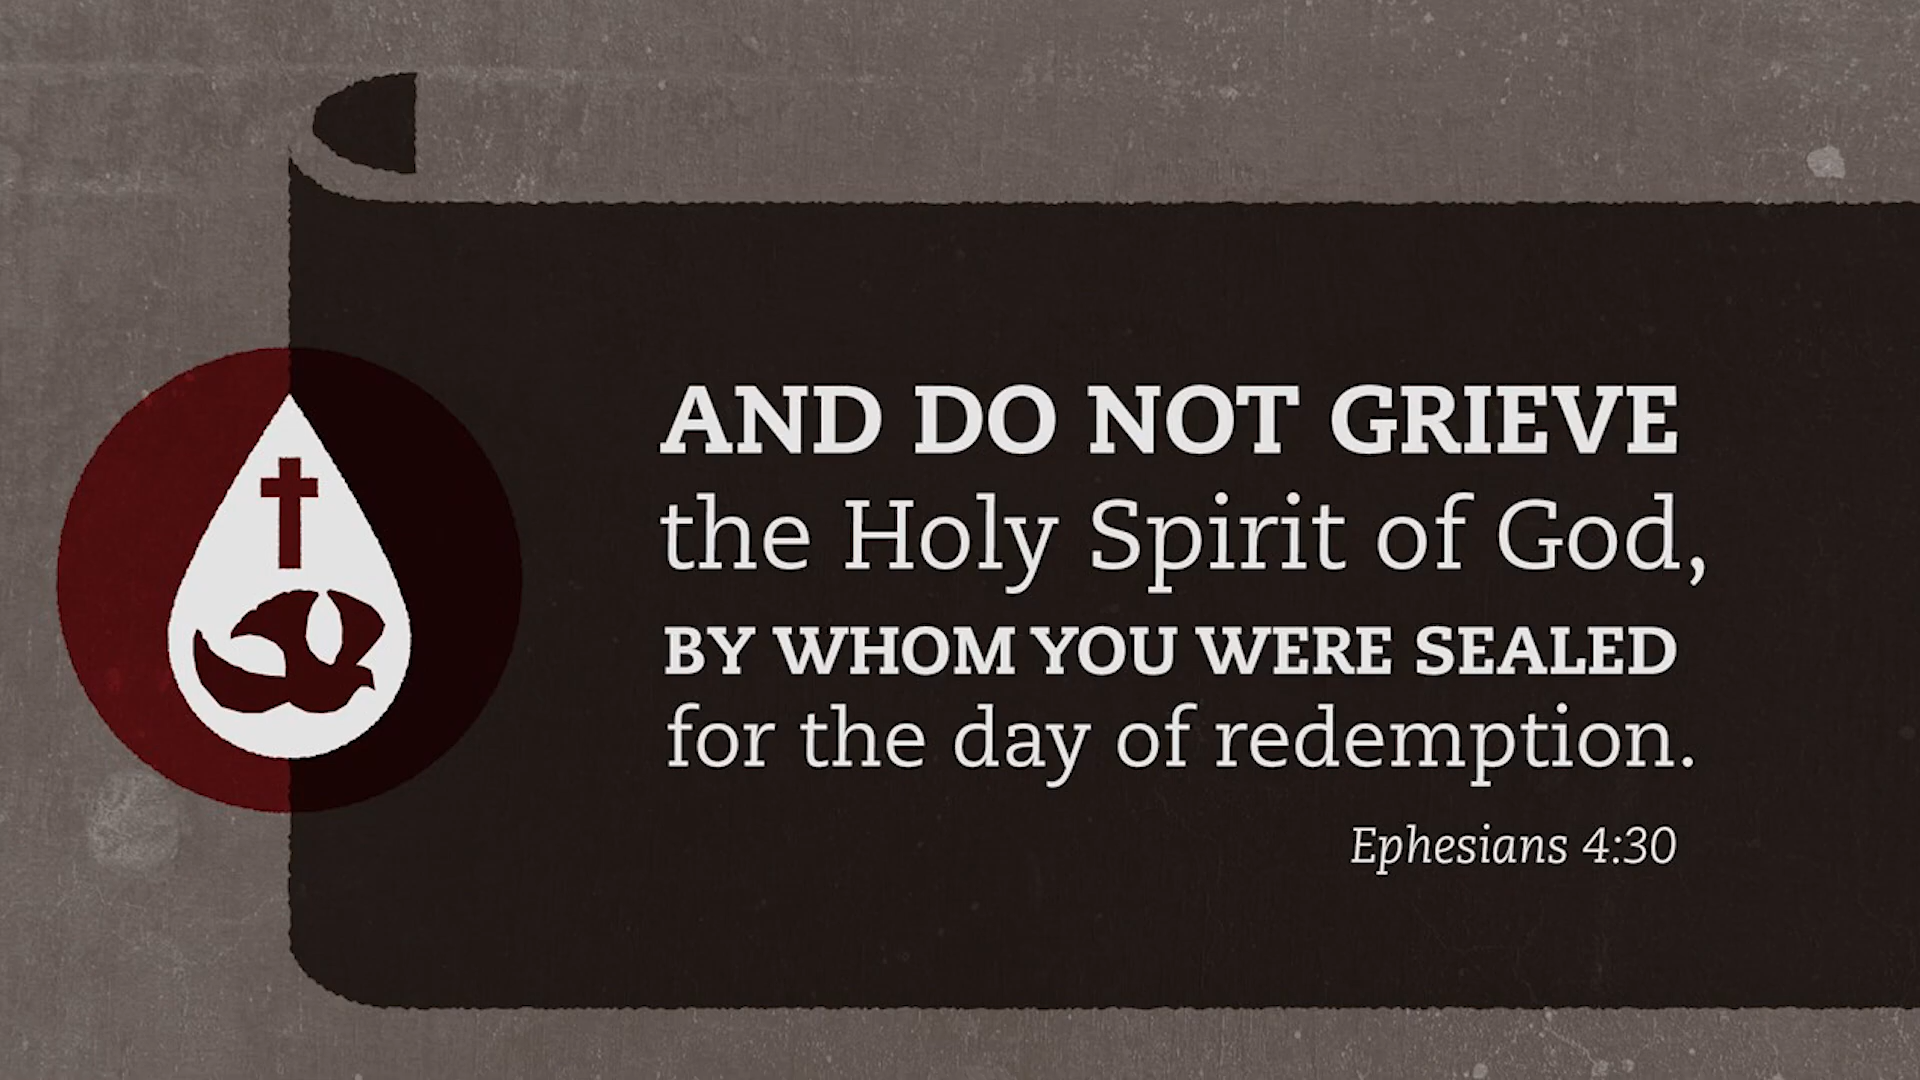 AND DO NOT GRIEVE
the Holy Spirit of God,
BY WHOM YOU WERE SEALED
for the day of redemption.
Ephesians 4:30